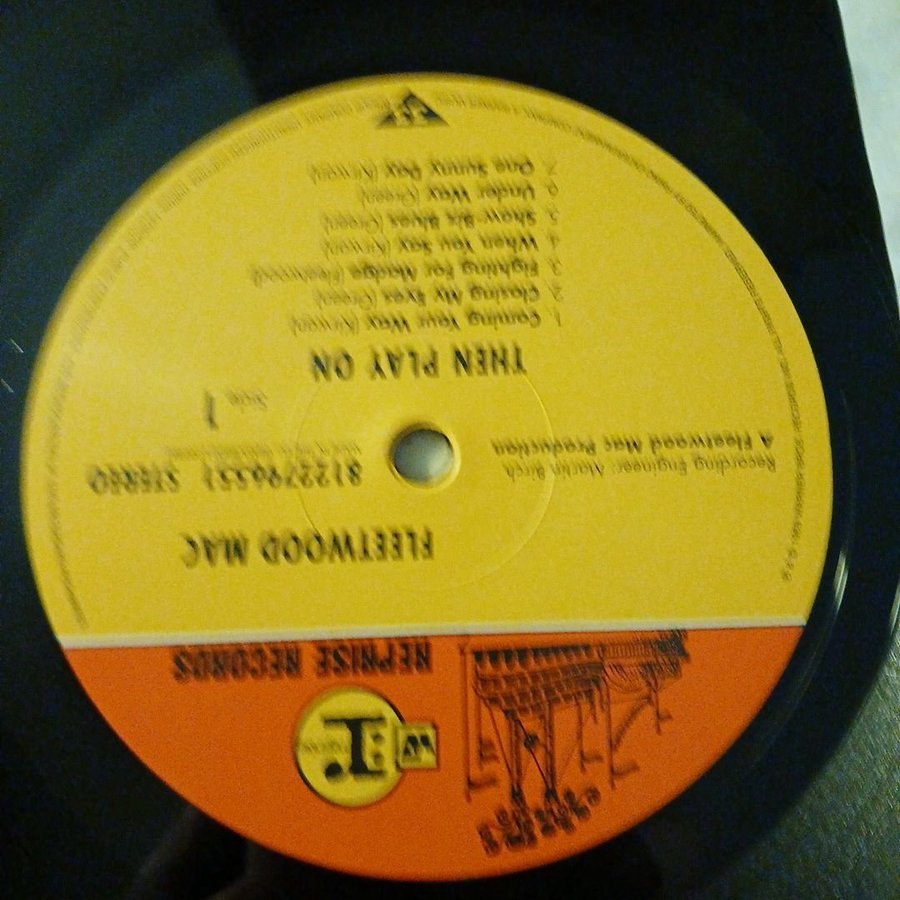 REPRISE RECORDS
FLEETWOOD MAC
8122796531 STEREO
Side 1
A Fleetwood Mac Production
Recording Engineer: Martin Birch
THEN PLAY ON
1. Coming Your Way (Kirwan)
2. Closing My Eyes (Green)
3. Fighting For Madge (Fleetwood)
4. When You Say (Kirwan)
5. Show-Biz Blues (Green)
6. Under Way (Green)
7. One Sunny Day (Kirwan)
33